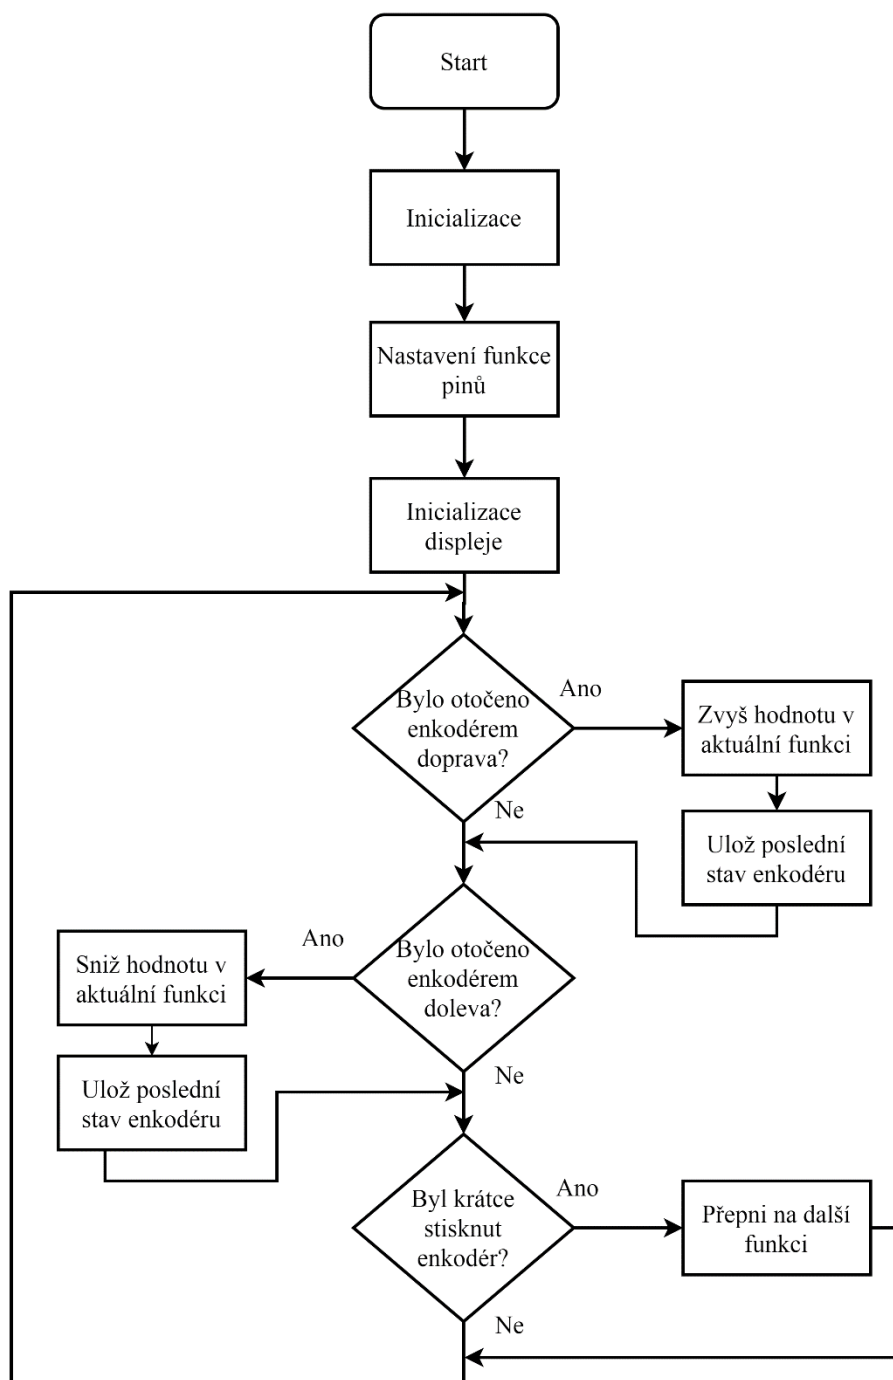 Start
Inicializace
Nastavení funkce
pinů
Inicializace
displeje
Bylo otočeno
enkodérem
doprava?
Ano
Zvyš hodnotu v
aktuální funkci
Ne
Ulož poslední
stav enkodéru
Bylo otočeno
enkodérem
doleva?
Ano
Sniž hodnotu v
aktuální funkci
Ulož poslední
stav enkodéru
Ne
Byl krátce
stisknut
enkodér?
Ano
Přepni na další
funkci
Ne